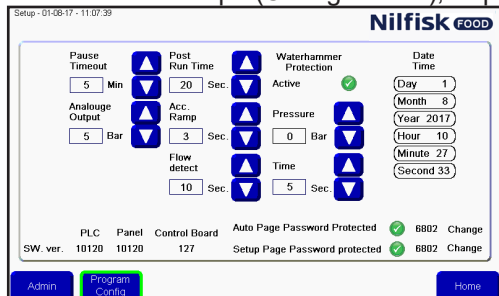 Setup - 01-08-17 - 11:07:39
Nilfisk FOOD
Pause Timeout
5 Min
Analouge Output
5 Bar
Post Run Time
20 Sec.
Acc. Ramp
3 Sec.
Flow detect
10 Sec.
Waterhammer Protection
Active
Pressure
0 Bar
Time
5 Sec.
Date Time
Day 1
Month 8
Year 2017
Hour 10
Minute 27
Second 33
PLC Panel Control Board
SW. ver. 10120 10120 127
Auto Page Password Protected 6802 Change
Setup Page Password protected 6802 Change
Admin
Program Config
Home